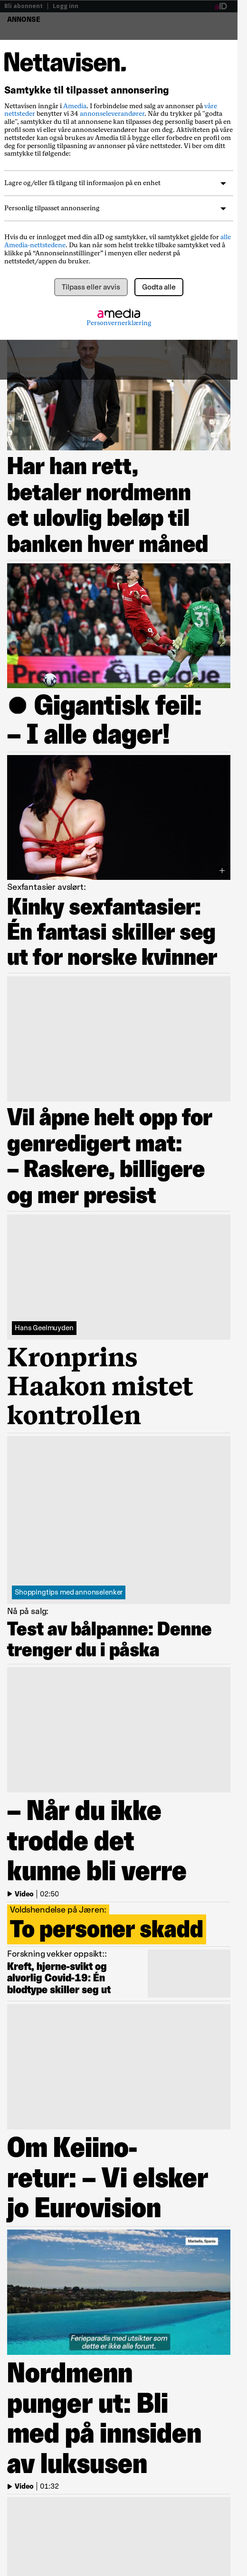 Bli abonnent | Logg inn
aID
ANNONSE
Nettavisen.
Samtykke til tilpasset annonsering
Nettavisen inngår i Amedia. I forbindelse med salg av annonser på våre
nettsteder benytter vi 34 annonseleverandører. Når du trykker på "godta
alle", samtykker du til at annonsene kan tilpasses deg personlig basert på din
profil som vi eller våre annonseleverandører har om deg. Aktiviteten på våre
nettsteder kan også brukes av Amedia til å bygge eller forbedre en profil om
deg for personlig tilpasning av annonser på våre nettsteder. Vi ber om ditt
samtykke til følgende:
Lagre og/eller få tilgang til informasjon på en enhet
Personlig tilpasset annonsering
Hvis du er innlogget med din aID og samtykker, vil samtykket gjelde for alle
Amedia-nettstedene. Du kan når som helst trekke tilbake samtykket ved å
klikke på “Annonseinnstillinger” i menyen eller nederst på
nettstedet/appen du bruker.
Tilpass eller avvis
Godta alle
amedia
Personvernerklæring
Har han rett,
betaler nordmenn
et ulovlig beløp til
banken hver måned
31
Premier League
● Gigantisk feil:
– I alle dager!
Sexfantasier avslørt:
Kinky sexfantasier:
Én fantasi skiller seg
ut for norske kvinner
Vil åpne helt opp for
genredigert mat:
– Raskere, billigere
og mer presist
Hans Geelmuyden
Kronprins
Haakon mistet
kontrollen
Shoppingtips med annonselenker
Nå på salg:
Test av bålpanne: Denne
trenger du i påska
– Når du ikke
trodde det
kunne bli verre
Video | 02:50
Voldshendelse på Jæren:
To personer skadd
Forskning vekker oppsikt::
Kreft, hjerne-svikt og
alvorlig Covid-19: Én
blodtype skiller seg ut
Om Keiino-
retur: – Vi elsker
jo Eurovision
Marbella, Spania
Ferieparadis med utsikter som
dette er ikke alle forunt.
Nordmenn
punger ut: Bli
med på innsiden
av luksusen
Video | 01:32